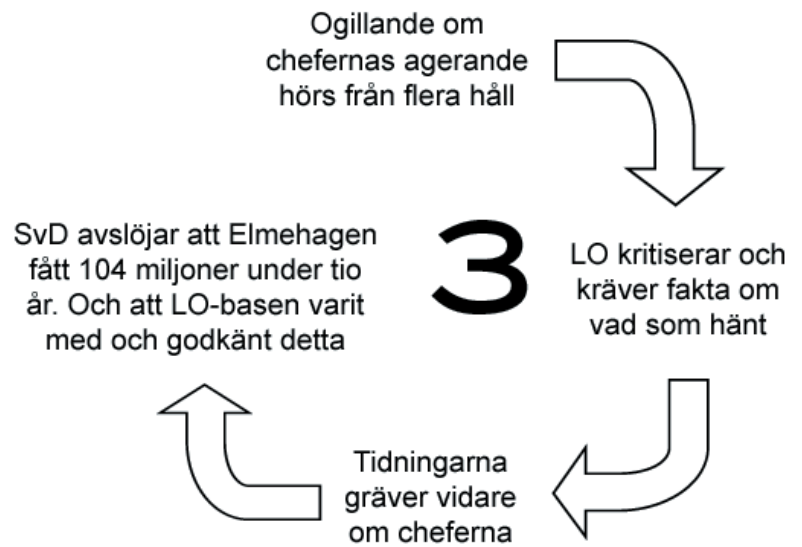 Ogillande om
chefernas agerande
hörs från flera håll
LO kritiserar och
kräver fakta om
vad som hänt
Tidningarna
gräver vidare
om cheferna
SvD avslöjar att Elmehagen
fått 104 miljoner under tio
år. Och att LO-basen varit
med och godkänt detta
3